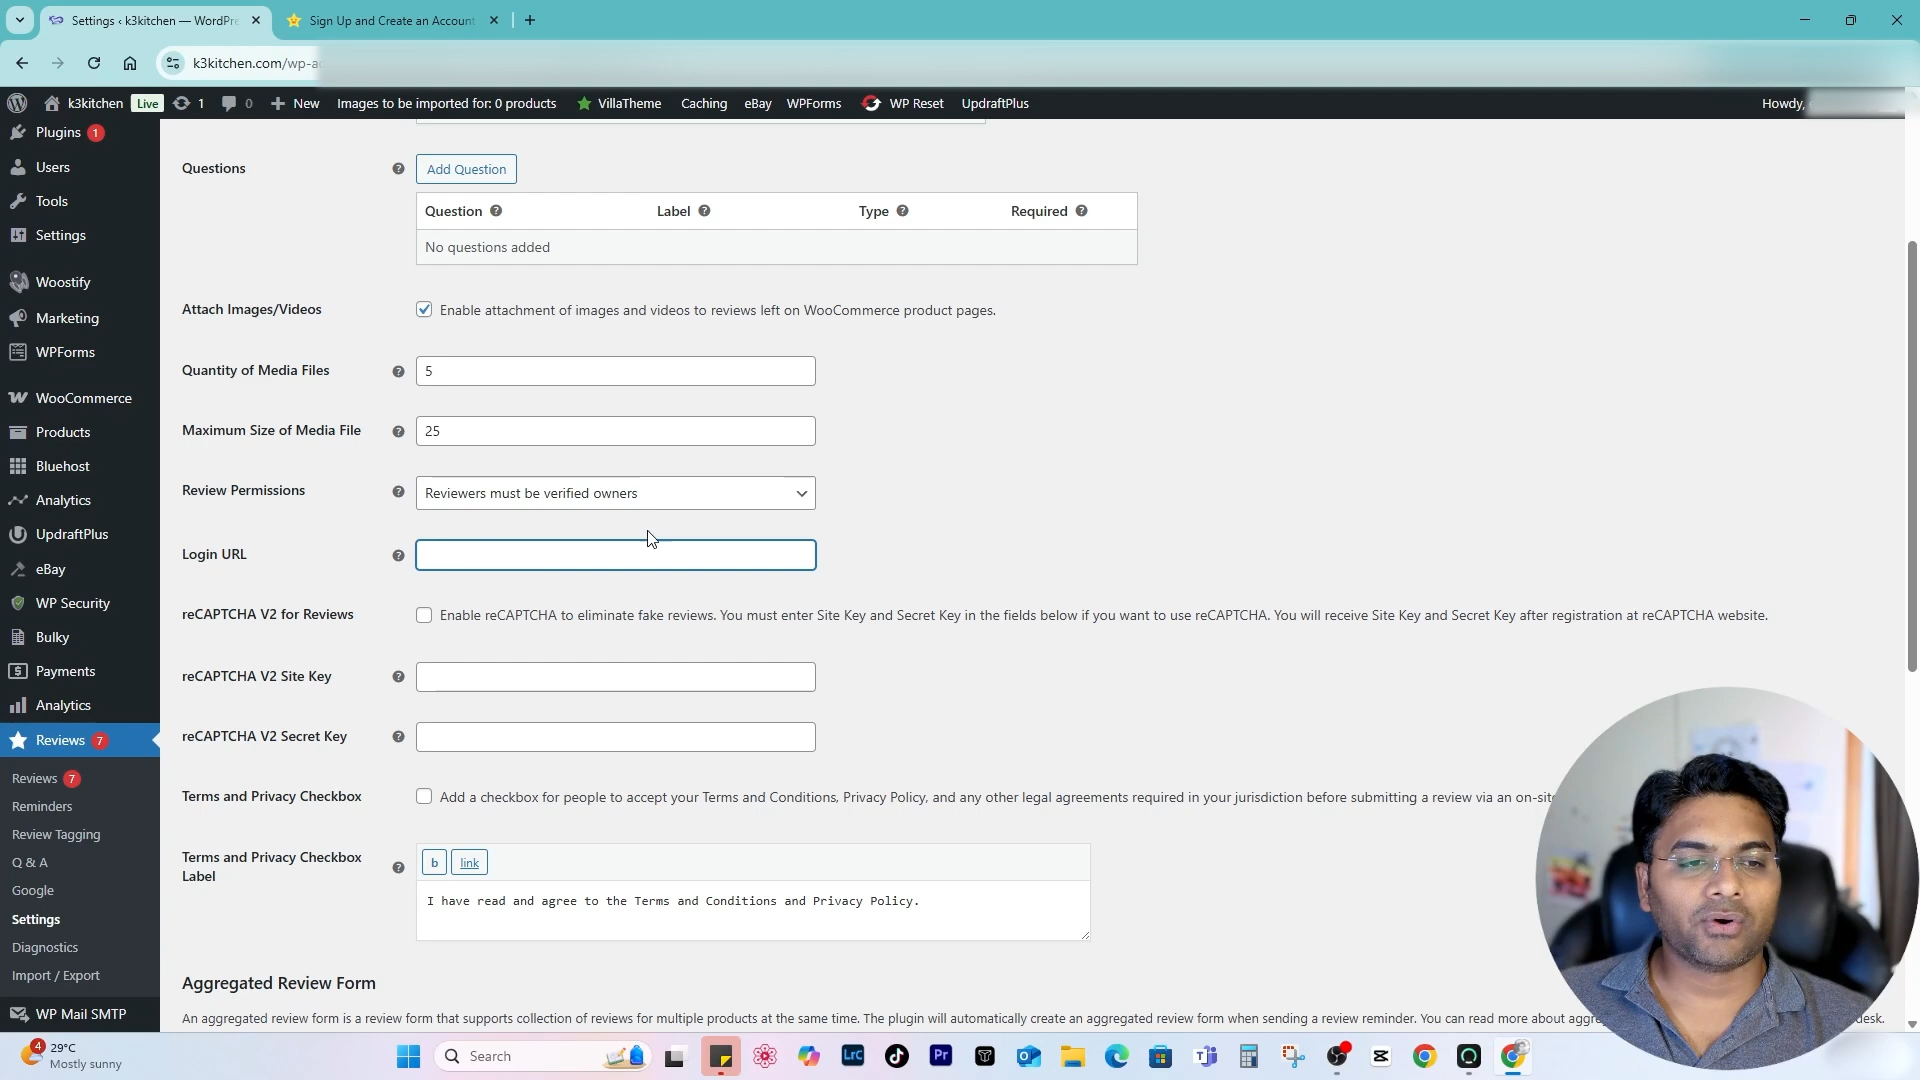 Settings ‹ k3kitchen — WordPre
Sign Up and Create an Account
k3kitchen.com/wp-a
k3kitchen
Live
1
0
New
Images to be imported for: 0 products
VillaTheme
Caching
eBay
WPForms
WP Reset
UpdraftPlus
Howdy,
Plugins 1
Users
Tools
Settings
Woostify
Marketing
WPForms
WooCommerce
Products
Bluehost
Analytics
UpdraftPlus
eBay
WP Security
Bulky
Payments
Analytics
Reviews 7
Reviews 7
Reminders
Review Tagging
Q & A
Google
Settings
Diagnostics
Import / Export
WP Mail SMTP
Questions
Add Question
Question Label Type Required
No questions added
Attach Images/Videos
Enable attachment of images and videos to reviews left on WooCommerce product pages.
Quantity of Media Files
5
Maximum Size of Media File
25
Review Permissions
Reviewers must be verified owners
Login URL
reCAPTCHA V2 for Reviews
Enable reCAPTCHA to eliminate fake reviews. You must enter Site Key and Secret Key in the fields below if you want to use reCAPTCHA. You will receive Site Key and Secret Key after registration at reCAPTCHA website.
reCAPTCHA V2 Site Key
reCAPTCHA V2 Secret Key
Terms and Privacy Checkbox
Add a checkbox for people to accept your Terms and Conditions, Privacy Policy, and any other legal agreements required in your jurisdiction before submitting a review via an on-site
Terms and Privacy Checkbox
Label
b
link
I have read and agree to the Terms and Conditions and Privacy Policy.
Aggregated Review Form
An aggregated review form is a review form that supports collection of reviews for multiple products at the same time. The plugin will automatically create an aggregated review form when sending a review reminder. You can read more about
desk.
4
29°C
Mostly sunny
Search
Lrc
Pr